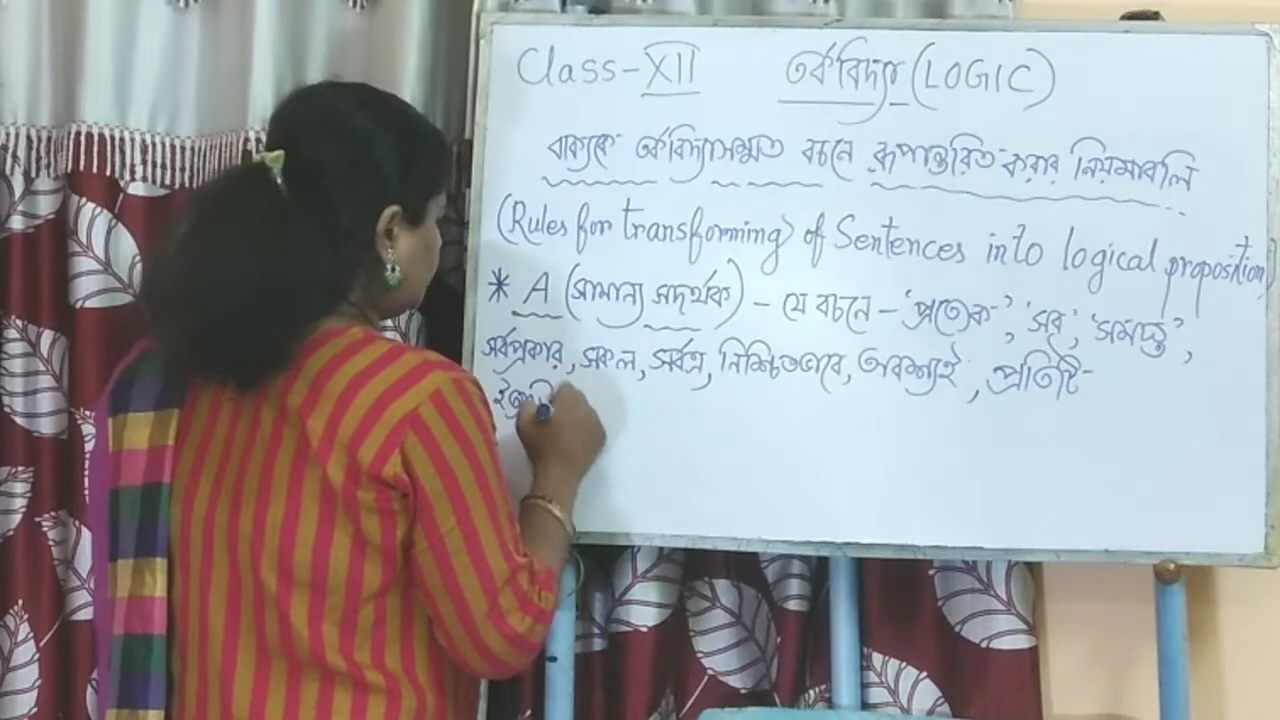 Class-XII তর্কবিদ্যা (LOGIC)
বাক্যকে তর্কবিদ্যাসম্মত বচনে রূপান্তরিত করার নিয়মাবলি
(Rules for transforming) of Sentences into logical proposition)
* A (সামান্য সদর্থক) – যে বচনে – 'প্রত্যেক', 'সব', 'সমস্ত',
সর্বপ্রকার, সকল, সর্বত্র, নিশ্চিতভাবে, অবশ্যই, প্রতিটি